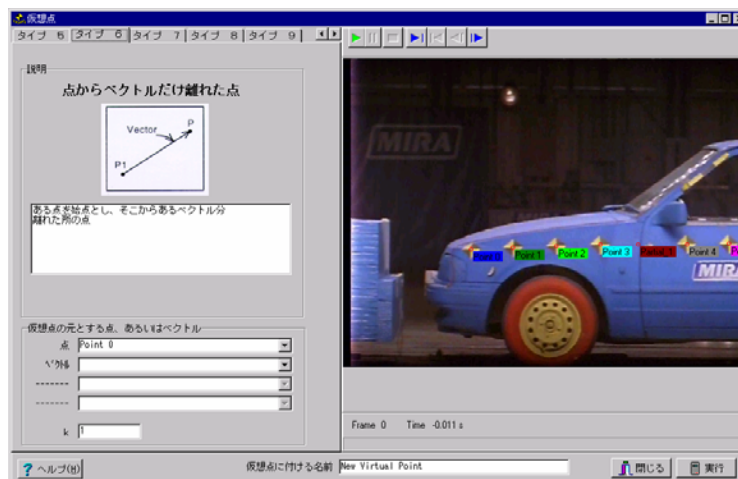 仮想点
タイプ 5 タイプ 6 タイプ 7 タイプ 8 タイプ 9
説明
点からベクトルだけ離れた点
Vector
P
P1
ある点を始点とし、そこからあるベクトル分
離れた所の点
仮想点の元とする点、あるいはベクトル
点 Point 0
ベクトル
-------
-------
k 1
MIRA
Point 0 Point 1 Point 2 Point 3 Radial_1 Point 4
MIRA
Frame 0 Time -0.011 s
ヘルプ(H) 仮想点に付ける名前 New Virtual Point 閉じる 実行